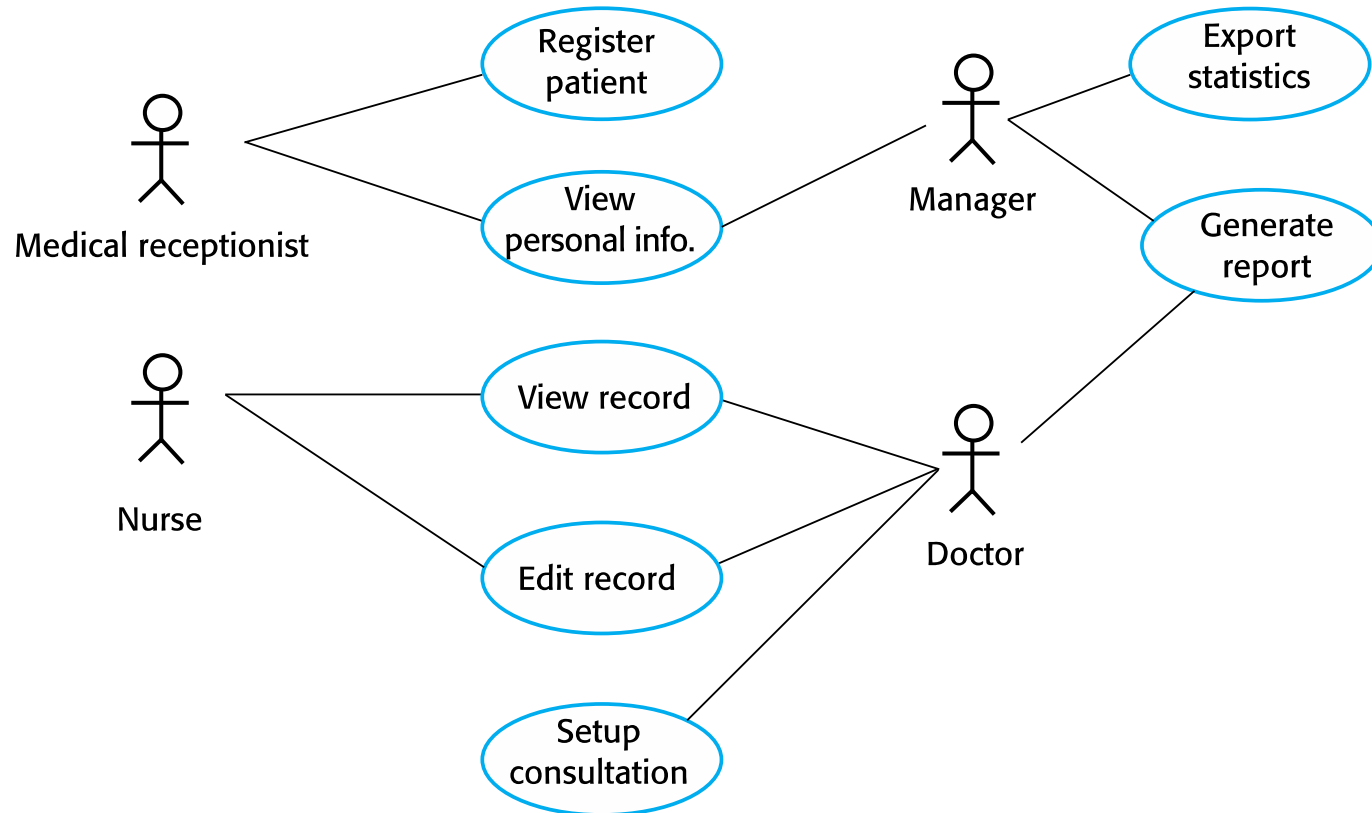 Register
patient
Export
statistics
Medical receptionist
View
personal info.
Manager
Generate
report
Nurse
View record
Edit record
Doctor
Setup
consultation